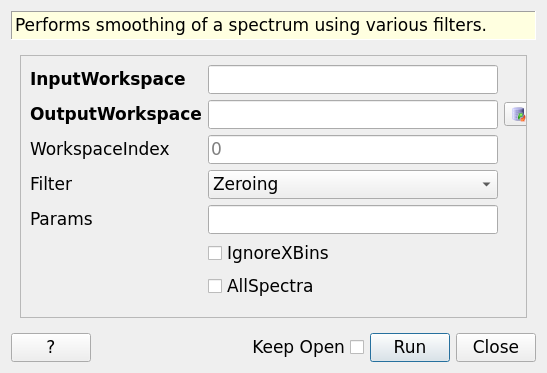 Performs smoothing of a spectrum using various filters.
InputWorkspace
OutputWorkspace
WorkspaceIndex 0
Filter Zeroing
Params
IgnoreXBins
AllSpectra
? Keep Open Run Close